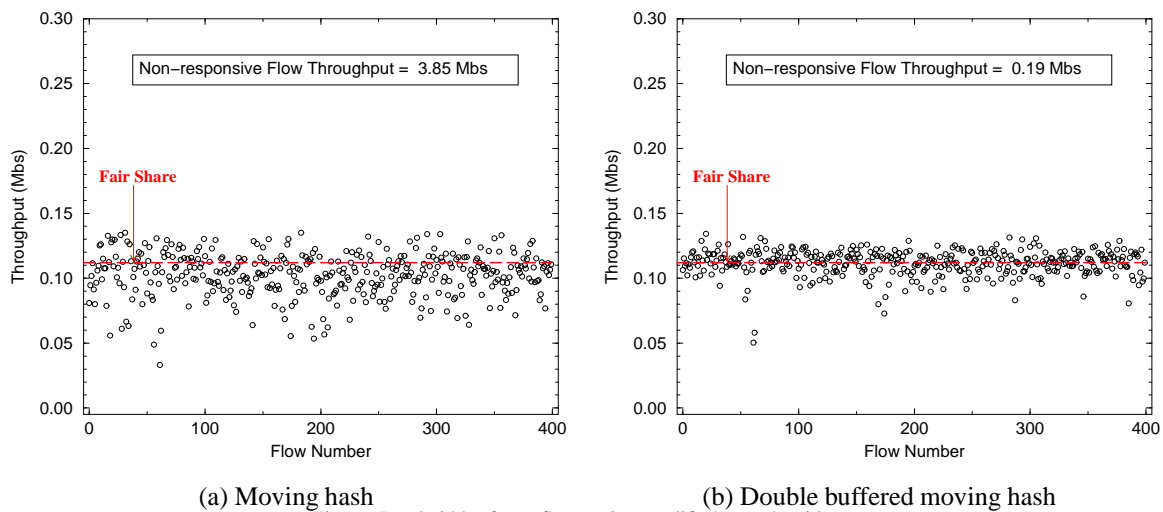 0.30
0.25
0.20
0.15
0.10
0.05
0.00
Throughput (Mbs)
Non−responsive Flow Throughput = 3.85 Mbs
Fair Share
0 100 200 300 400
Flow Number
(a) Moving hash
0.30
0.25
0.20
0.15
0.10
0.05
0.00
Throughput (Mbs)
Non−responsive Flow Throughput = 0.19 Mbs
Fair Share
0 100 200 300 400
Flow Number
(b) Double buffered moving hash